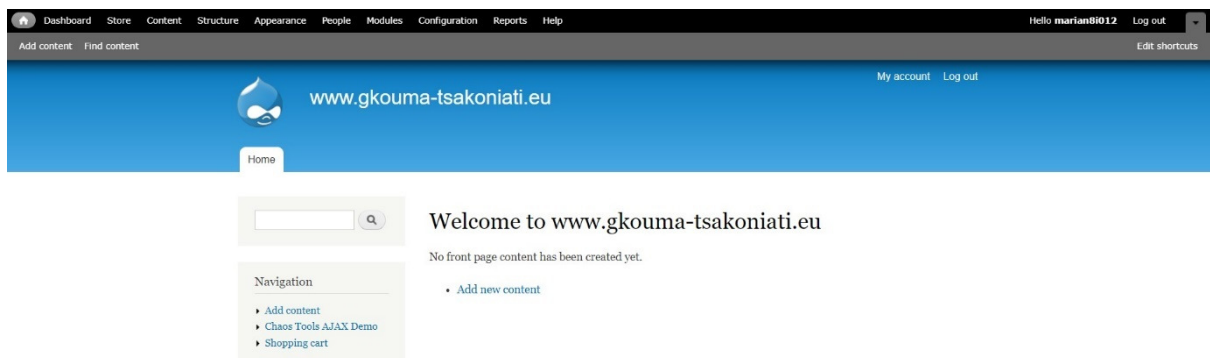 Dashboard Store Content Structure Appearance People Modules Configuration Reports Help Hello marian8i012 Log out
Add content Find content Edit shortcuts
My account Log out
www.gkouma-tsakoniati.eu
Home
Welcome to www.gkouma-tsakoniati.eu
No front page content has been created yet.
Add new content
Navigation
Add content
Chaos Tools AJAX Demo
Shopping cart